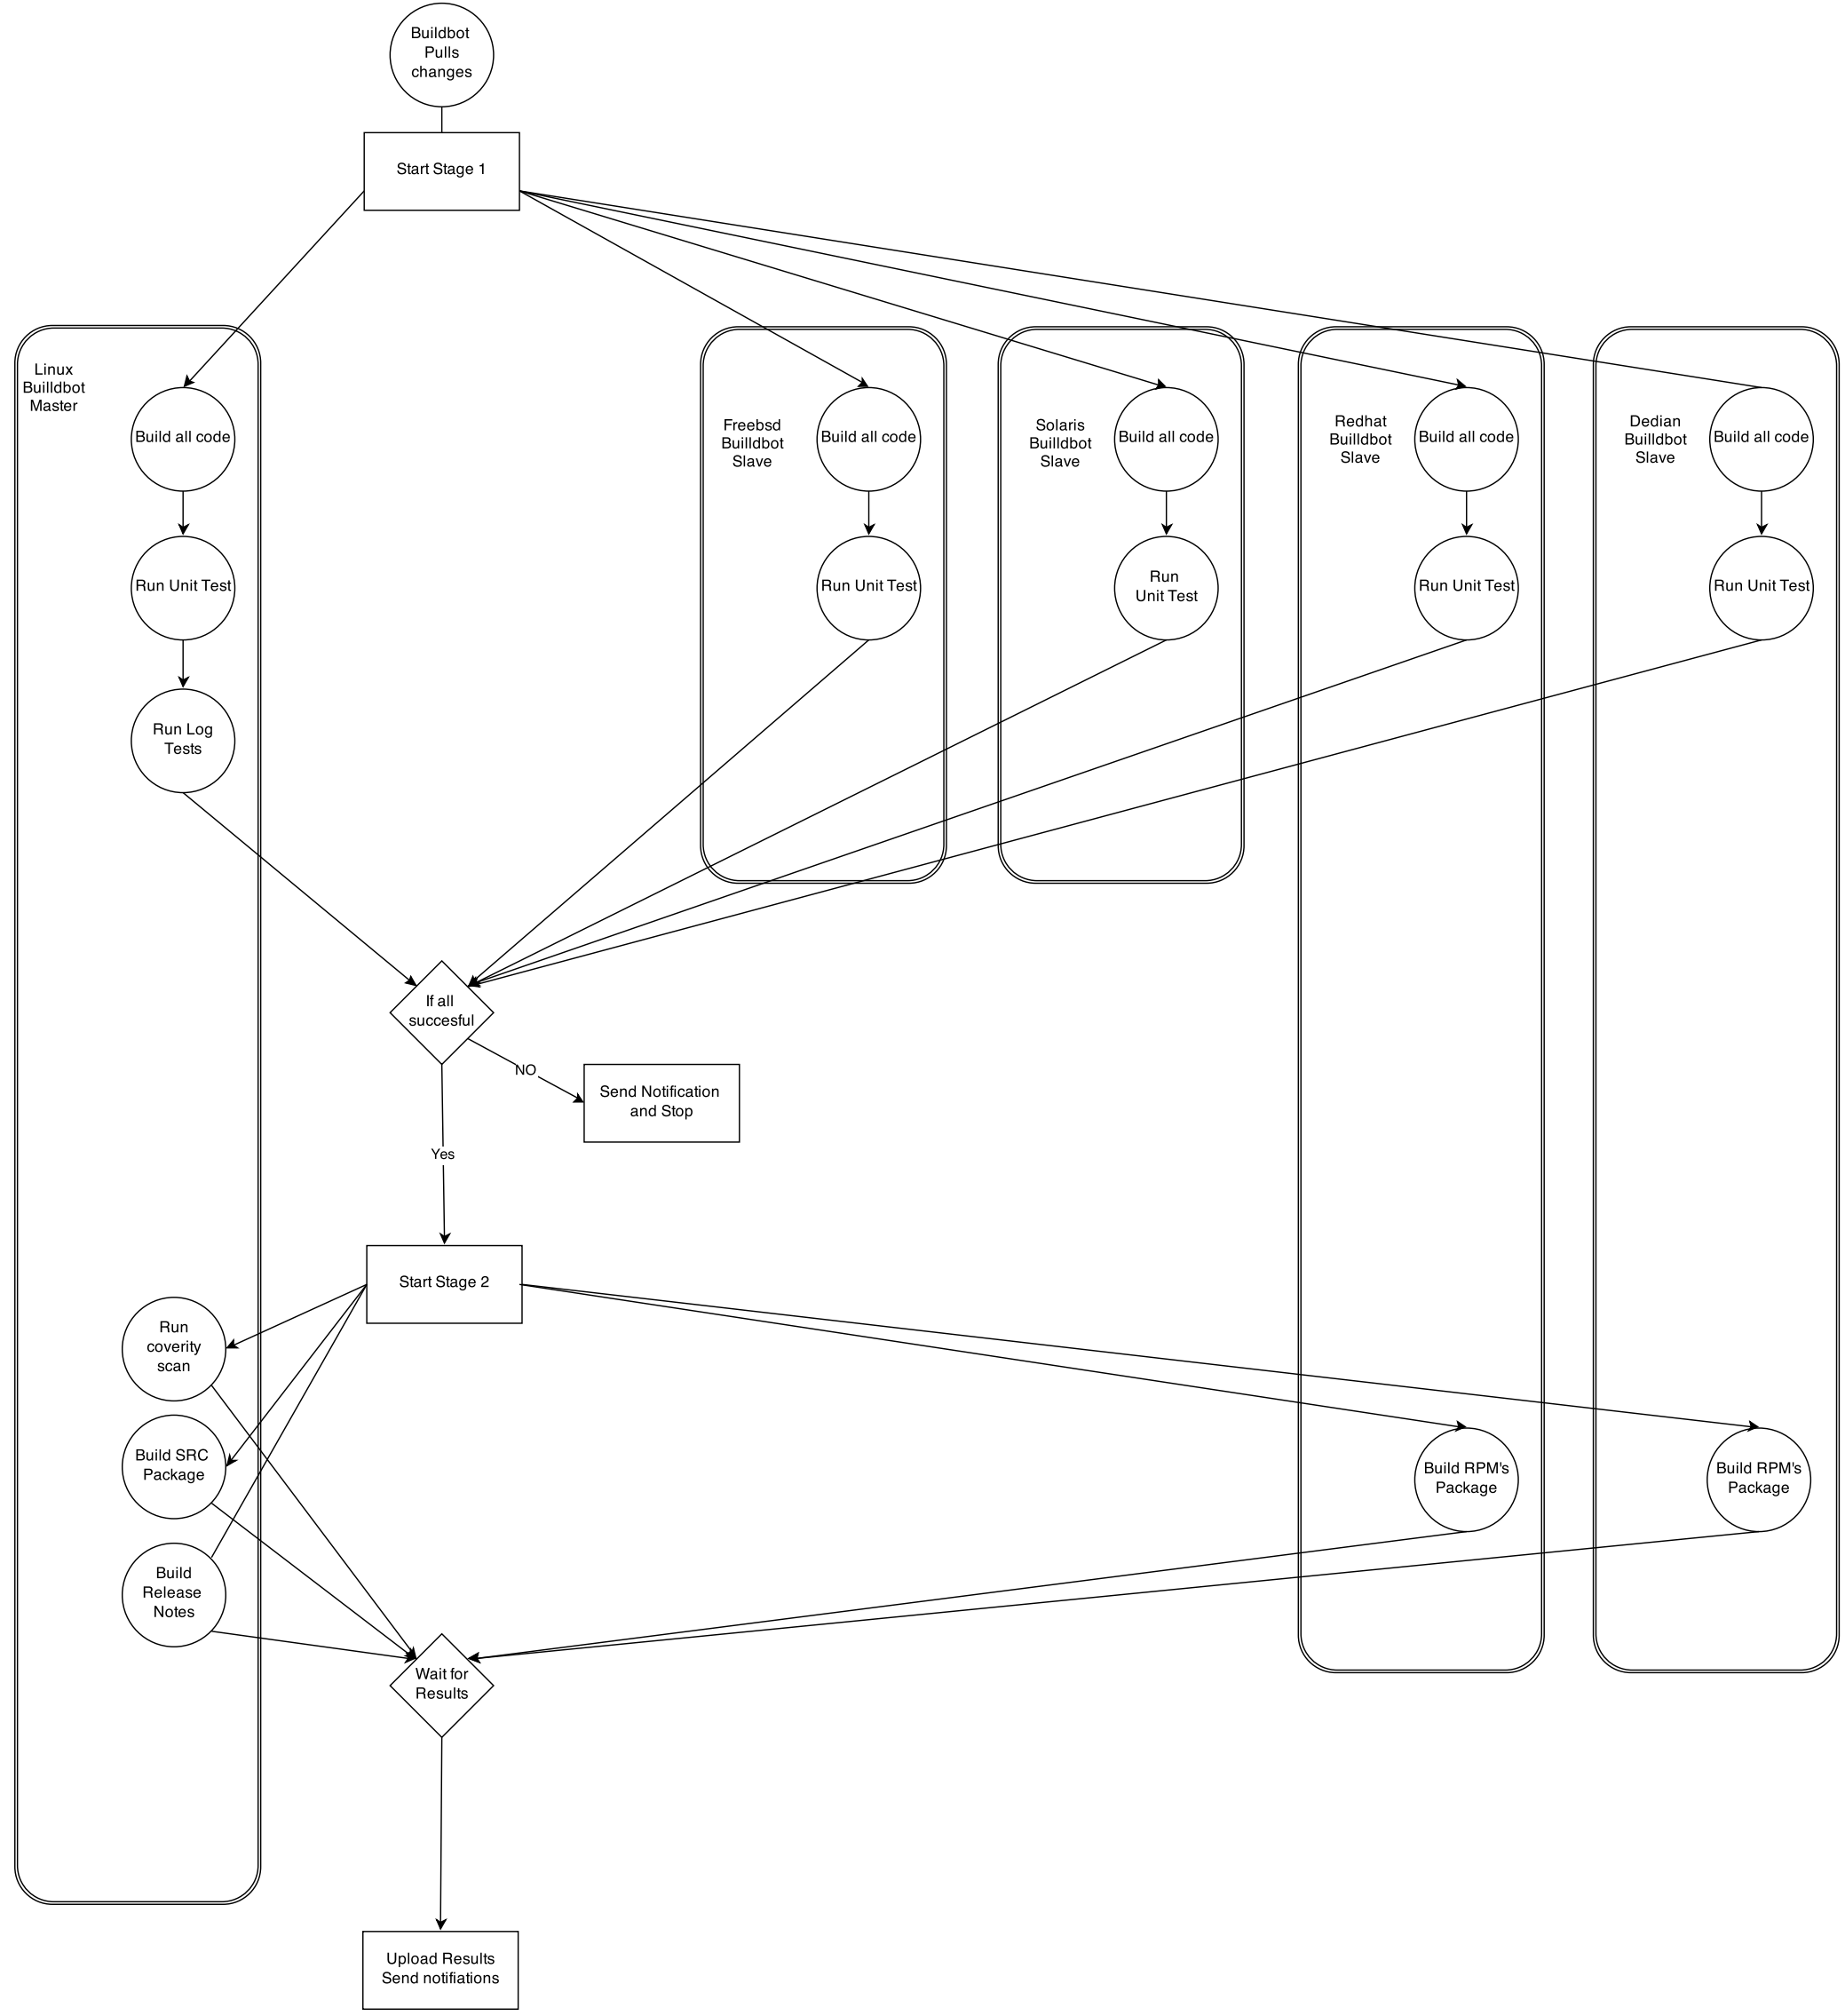 Buildbot
Pulls
changes
Start Stage 1
Linux
Builldbot
Master
Build all code
Run Unit Test
Run Log
Tests
Freebsd
Builldbot
Slave
Build all code
Run Unit Test
Solaris
Builldbot
Slave
Build all code
Run
Unit Test
Redhat
Builldbot
Slave
Build all code
Run Unit Test
Dedian
Builldbot
Slave
Build all code
Run Unit Test
If all
succesful
NO
Send Notification
and Stop
Yes
Start Stage 2
Run
coverity
scan
Build SRC
Package
Build
Release
Notes
Build RPM's
Package
Build RPM's
Package
Wait for
Results
Upload Results
Send notifiations